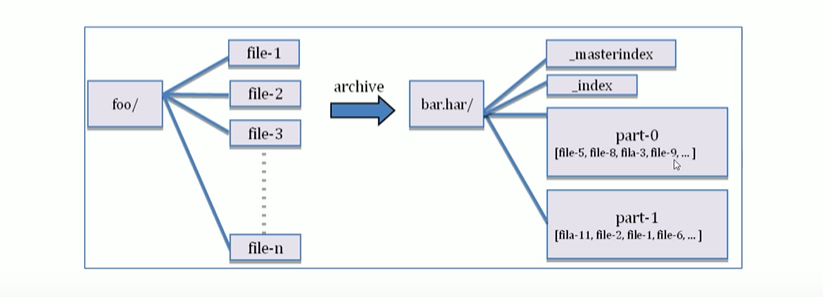 foo/
file-1
file-2
file-3
file-n
archive
bar.har/
_masterindex
_index
part-0
[file-5, file-8, fila-3, file-9, ... ]
part-1
[fila-11, file-2, file-1, file-6, ... ]